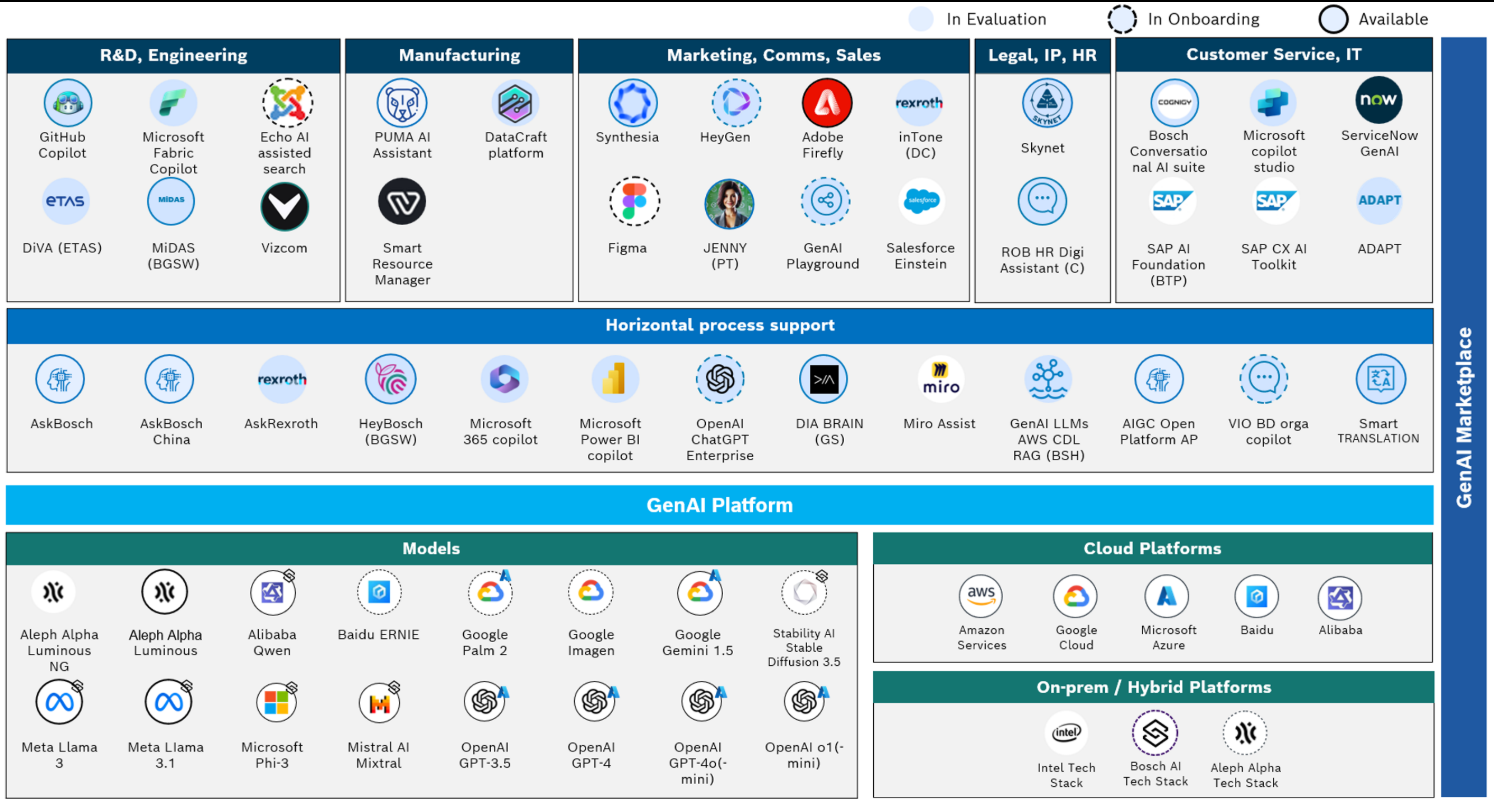 In Evaluation
In Onboarding
Available
R&D, Engineering
Manufacturing
Marketing, Comms, Sales
Legal, IP, HR
Customer Service, IT
GitHub
Copilot
Microsoft
Fabric
Copilot
Echo AI
assisted
search
PUMA AI
Assistant
DataCraft
platform
Synthesia
HeyGen
Adobe
Firefly
rexroth
inTone
(DC)
SKYNET
Skynet
COGNIGY
Bosch
Conversatio
nal AI suite
Microsoft
copilot
studio
now
ServiceNow
GenAI
eTAS
DiVA (ETAS)
MiDAS
MiDAS
(BGSW)
Vizcom
Smart
Resource
Manager
Figma
JENNY
(PT)
GenAI
Playground
salesforce
Salesforce
Einstein
ROB HR Digi
Assistant (C)
SAP
SAP AI
Foundation
(BTP)
SAP
SAP CX AI
Toolkit
ADAPT
ADAPT
Horizontal process support
AskBosch
AskBosch
China
rexroth
AskRexroth
HeyBosch
(BGSW)
Microsoft
365 copilot
Microsoft
Power BI
copilot
OpenAI
ChatGPT
Enterprise
DIA BRAIN
(GS)
miro
Miro Assist
GenAI LLMs
AWS CDL
RAG (BSH)
AIGC Open
Platform AP
VIO BD orga
copilot
Smart
TRANSLATION
GenAI Marketplace
GenAI Platform
Models
Aleph Alpha
Luminous
NG
Aleph Alpha
Luminous
Alibaba
Qwen
Baidu ERNIE
Google
Palm 2
Google
Imagen
Google
Gemini 1.5
Stability AI
Stable
Diffusion 3.5
Meta Llama
3
Meta Llama
3.1
Microsoft
Phi-3
Mistral AI
Mixtral
OpenAI
GPT-3.5
OpenAI
GPT-4
OpenAI
GPT-4o(-
mini)
OpenAI o1(-
mini)
Cloud Platforms
aws
Amazon
Services
Google
Cloud
Microsoft
Azure
Baidu
Alibaba
On-prem / Hybrid Platforms
intel
Intel Tech
Stack
Bosch AI
Tech Stack
Aleph Alpha
Tech Stack